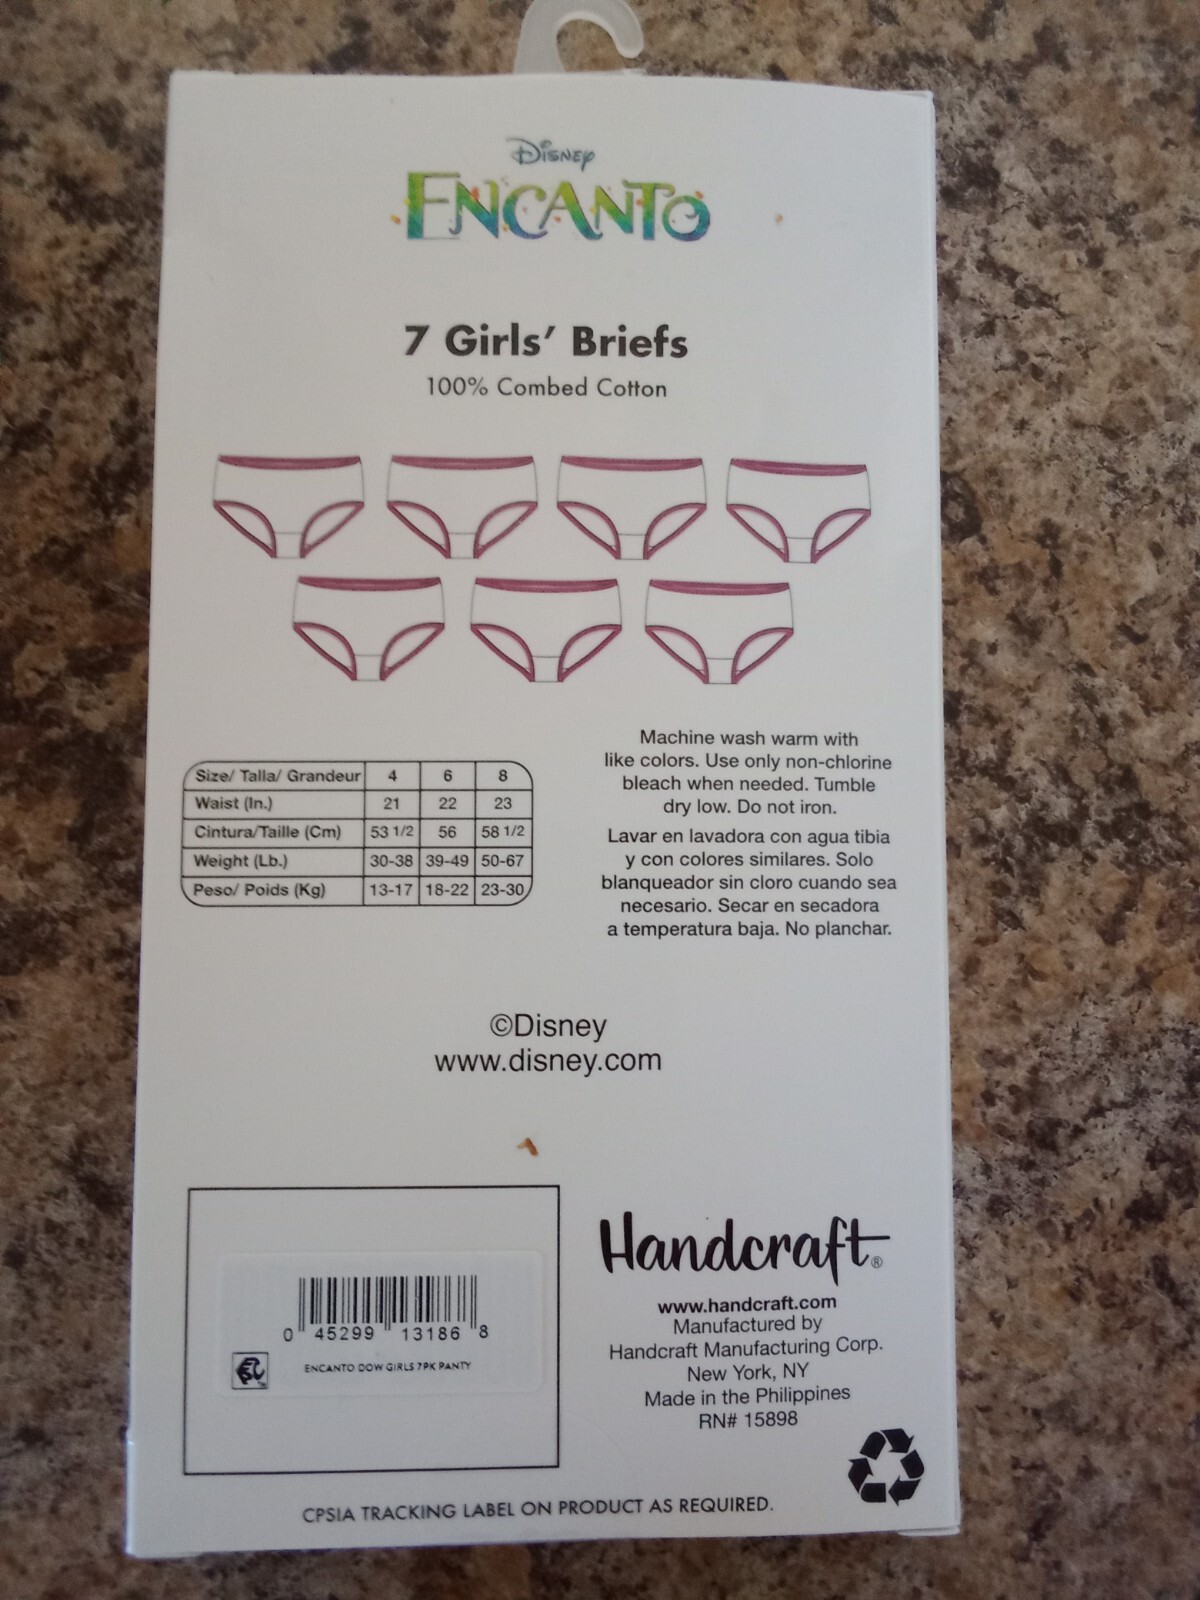 Disney
ENCANTO
7 Girls' Briefs
100% Combed Cotton
Size/ Talla/ Grandeur 4 6 8
Waist (In.) 21 22 23
Cintura/Taille (Cm) 53 1/2 56 58 1/2
Weight (Lb.) 30-38 39-49 50-67
Peso/ Poids (Kg) 13-17 18-22 23-30
Machine wash warm with
like colors. Use only non-chlorine
bleach when needed. Tumble
dry low. Do not iron.
Lavar en lavadora con agua tibia
y con colores similares. Solo
blanqueador sin cloro cuando sea
necesario. Secar en secadora
a temperatura baja. No planchar.
©Disney
www.disney.com
0 45299 13186 8
ENCANTO DOW GIRLS 7PK PANTY
Handcraft®
www.handcraft.com
Manufactured by
Handcraft Manufacturing Corp.
New York, NY
Made in the Philippines
RN# 15898
CPSIA TRACKING LABEL ON PRODUCT AS REQUIRED.